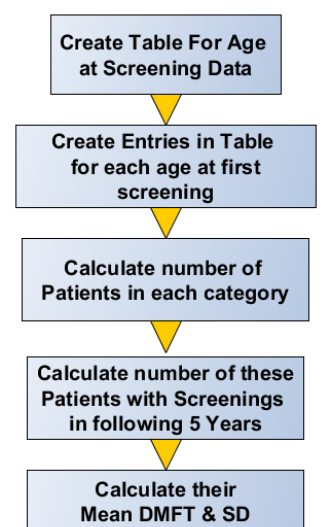 Create Table For Age
at Screening Data
Create Entries in Table
for each age at first
screening
Calculate number of
Patients in each category
Calculate number of these
Patients with Screenings
in following 5 Years
Calculate their
Mean DMFT & SD